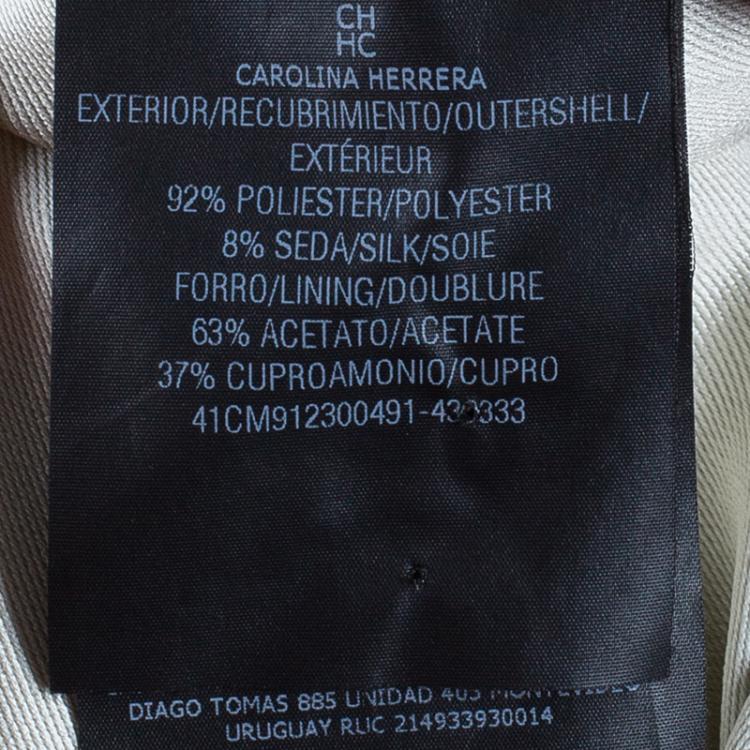 CH
HC
CAROLINA HERRERA
EXTERIOR/RECUBRIMIENTO/OUTERSHELL/
EXTÉRIEUR
92% POLIESTER/POLYESTER
8% SEDA/SILK/SOIE
FORRO/LINING/DOUBLURE
63% ACETATO/ACETATE
37% CUPROAMONIO/CUPRO
DIAGO TOMAS 885 UNIDAD 403 MONTEVIDEO
URUGUAY RUC 214933930014